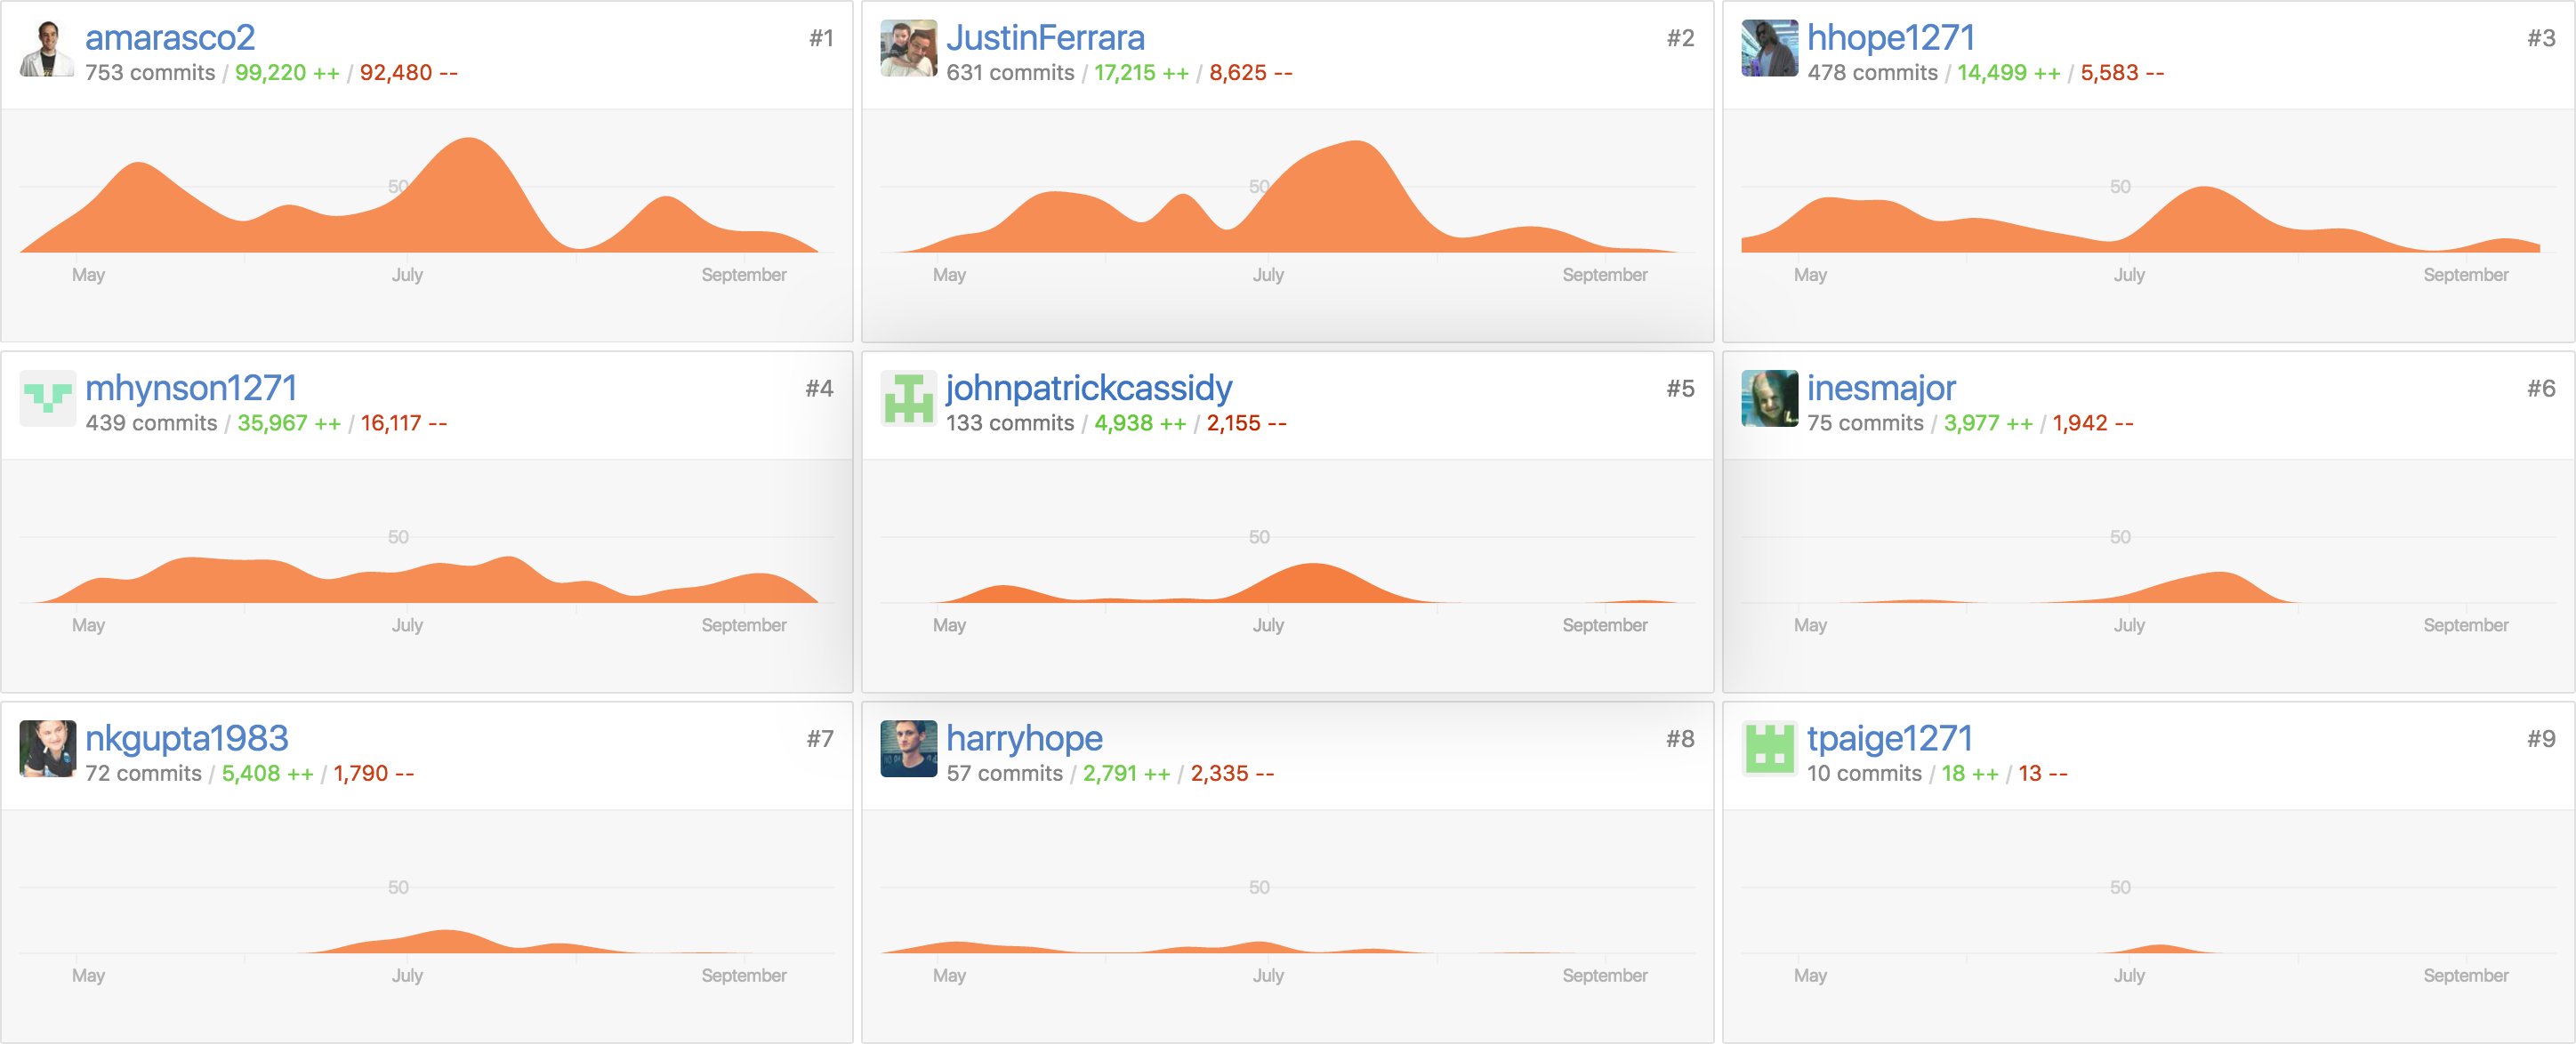 amarasco2 #1
753 commits / 99,220 ++ / 92,480 --
50
May July September
JustinFerrara #2
631 commits / 17,215 ++ / 8,625 --
50
May July September
hhope1271 #3
478 commits / 14,499 ++ / 5,583 --
50
May July September
mhynson1271 #4
439 commits / 35,967 ++ / 16,117 --
50
May July September
johnpatrickcassidy #5
133 commits / 4,938 ++ / 2,155 --
50
May July September
inesmajor #6
75 commits / 3,977 ++ / 1,942 --
50
May July September
nkgupta1983 #7
72 commits / 5,408 ++ / 1,790 --
50
May July September
harryhope #8
57 commits / 2,791 ++ / 2,335 --
50
May July September
tpaige1271 #9
10 commits / 18 ++ / 13 --
50
May July September